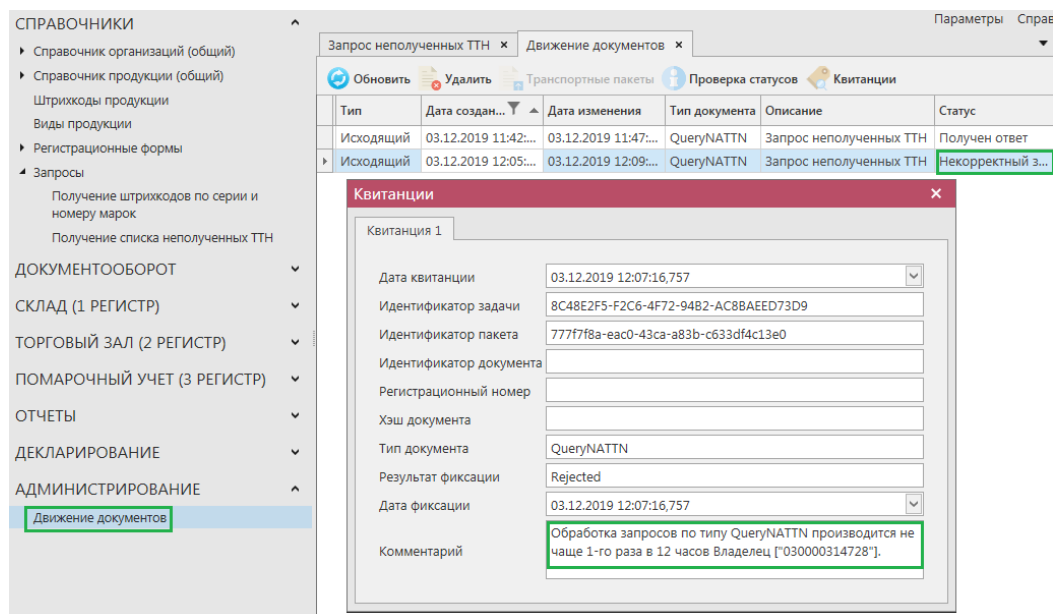 СПРАВОЧНИКИ
Справочник организаций (общий)
Справочник продукции (общий)
Штрихкоды продукции
Виды продукции
Регистрационные формы
Запросы
Получение штрихкодов по серии и
номеру марок
Получение списка неполученных ТТН
ДОКУМЕНТООБОРОТ
СКЛАД (1 РЕГИСТР)
ТОРГОВЫЙ ЗАЛ (2 РЕГИСТР)
ПОМАРОЧНЫЙ УЧЕТ (3 РЕГИСТР)
ОТЧЕТЫ
ДЕКЛАРИРОВАНИЕ
АДМИНИСТРИРОВАНИЕ
Движение документов
Параметры Справ
Запрос неполученных ТТН × Движение документов ×
Обновить Удалить Транспортные пакеты Проверка статусов Квитанции
Тип Дата создан... Дата изменения Тип документа Описание Статус
Исходящий 03.12.2019 11:42:... 03.12.2019 11:47:... QueryNATTN Запрос неполученных ТТН Получен ответ
Исходящий 03.12.2019 12:05:... 03.12.2019 12:09:... QueryNATTN Запрос неполученных ТТН Некорректный з...
Квитанции ×
Квитанция 1
Дата квитанции 03.12.2019 12:07:16,757
Идентификатор задачи 8C48E2F5-F2C6-4F72-94B2-AC8BAEED73D9
Идентификатор пакета 777f7f8a-eac0-43ca-a83b-c633df4c13e0
Идентификатор документа
Регистрационный номер
Хэш документа
Тип документа QueryNATTN
Результат фиксации Rejected
Дата фиксации 03.12.2019 12:07:16,757
Комментарий
Обработка запросов по типу QueryNATTN производится не
чаще 1-го раза в 12 часов Владелец ["030000314728"].